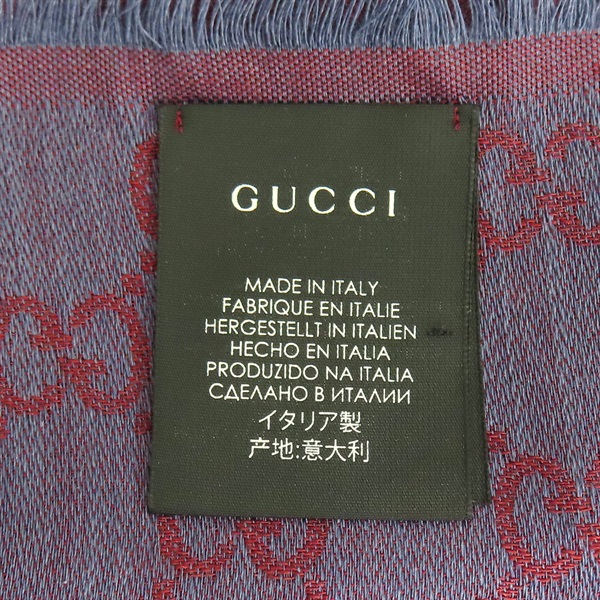 GUCCI
MADE IN ITALY
FABRIQUE EN ITALIE
HERGESTELLT IN ITALIEN
HECHO EN ITALIA
PRODUZIDO NA ITALIA
СДЕЛАНО В ИТАЛИИ
イタリア製
产地:意大利